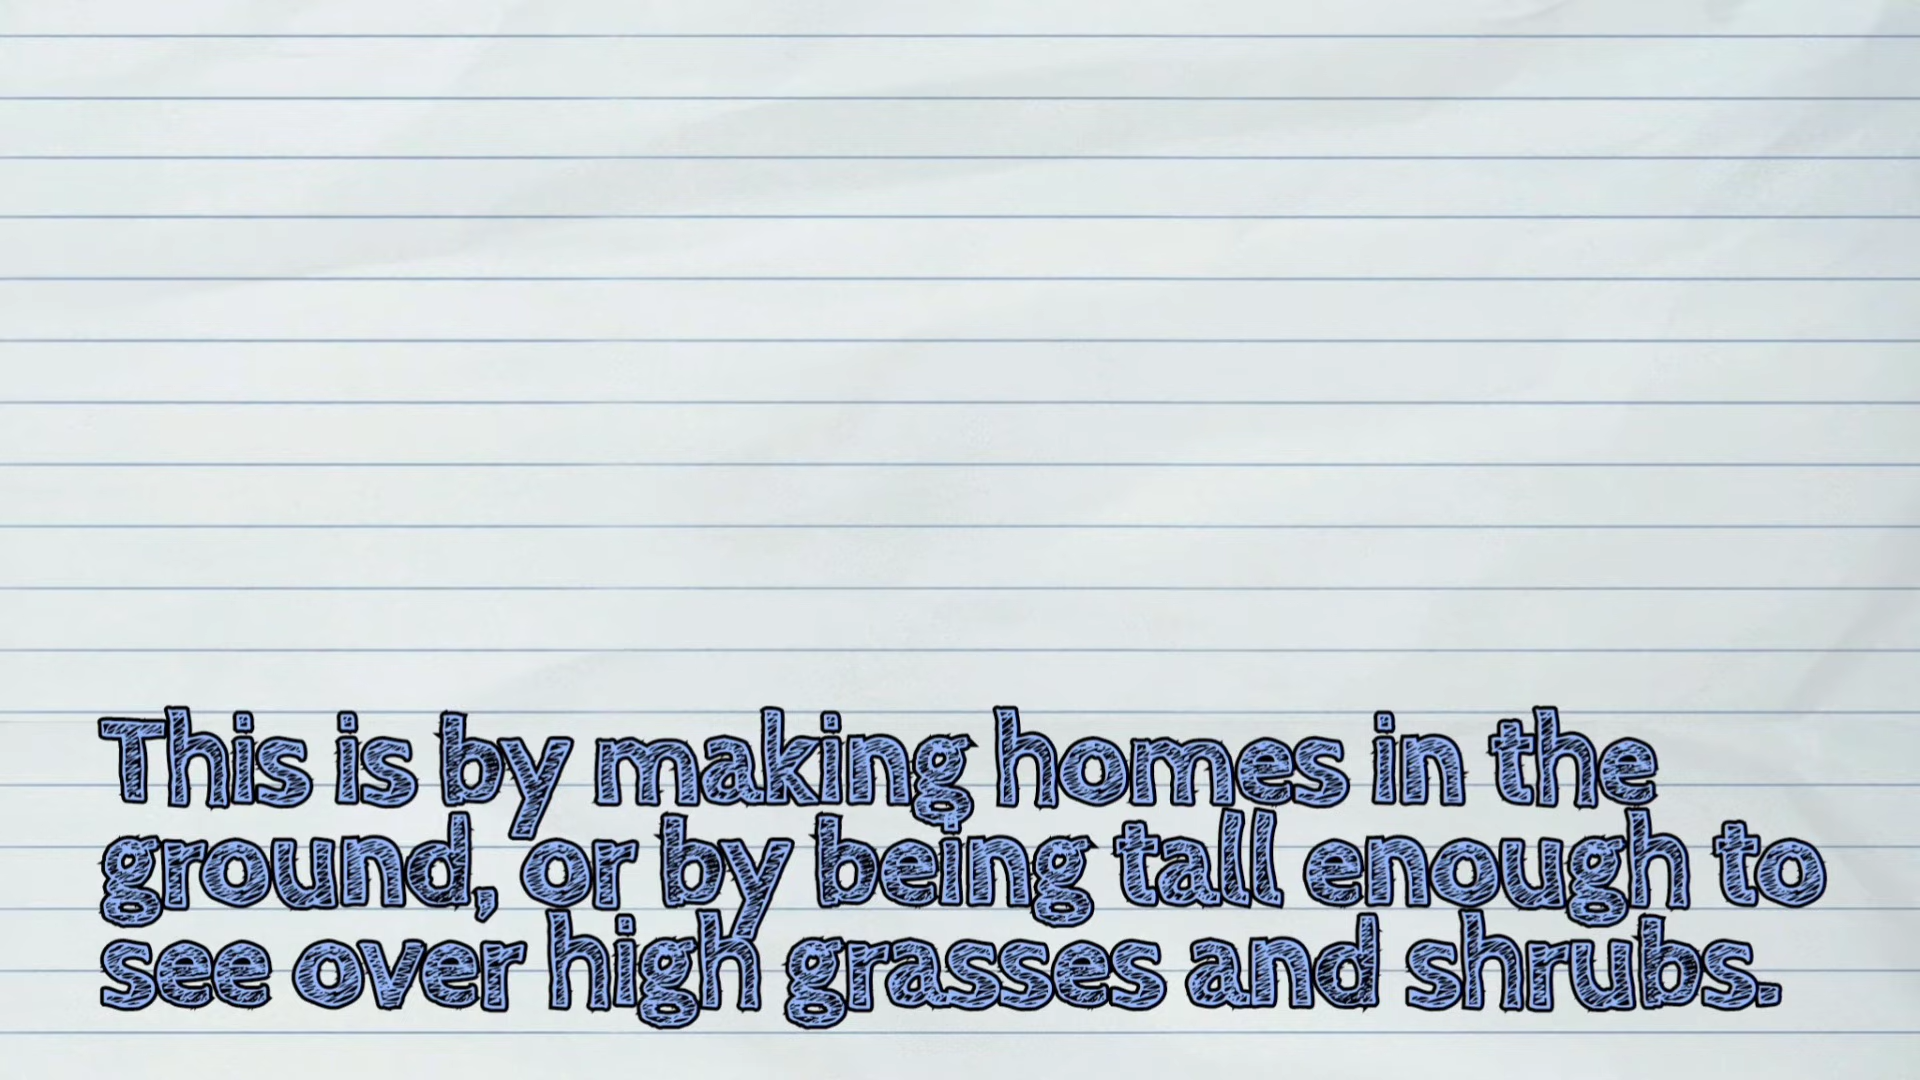 This is by making homes in the
ground, or by being tall enough to
see over high grasses and shrubs.